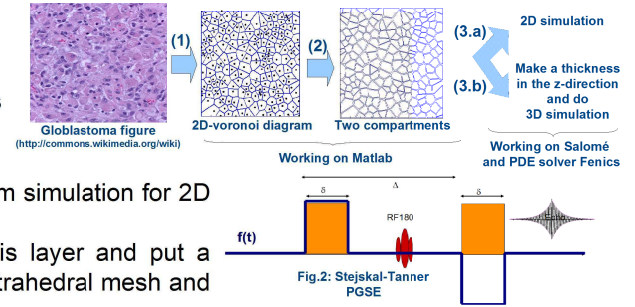 (1)
(2)
(3.a)
(3.b)
2D simulation
Make a thickness
in the z-direction
and do
3D simulation
Globlastoma figure
(http://commons.wikimedia.org/wiki)
2D-voronoi diagram
Two compartments
Working on Matlab
Working on Salomé
and PDE solver Fenics
m simulation for 2D
is layer and put a
trahedral mesh and
δ
Δ
δ
RF180
Echo
f(t)
Fig.2: Stejskal-Tanner
PGSE